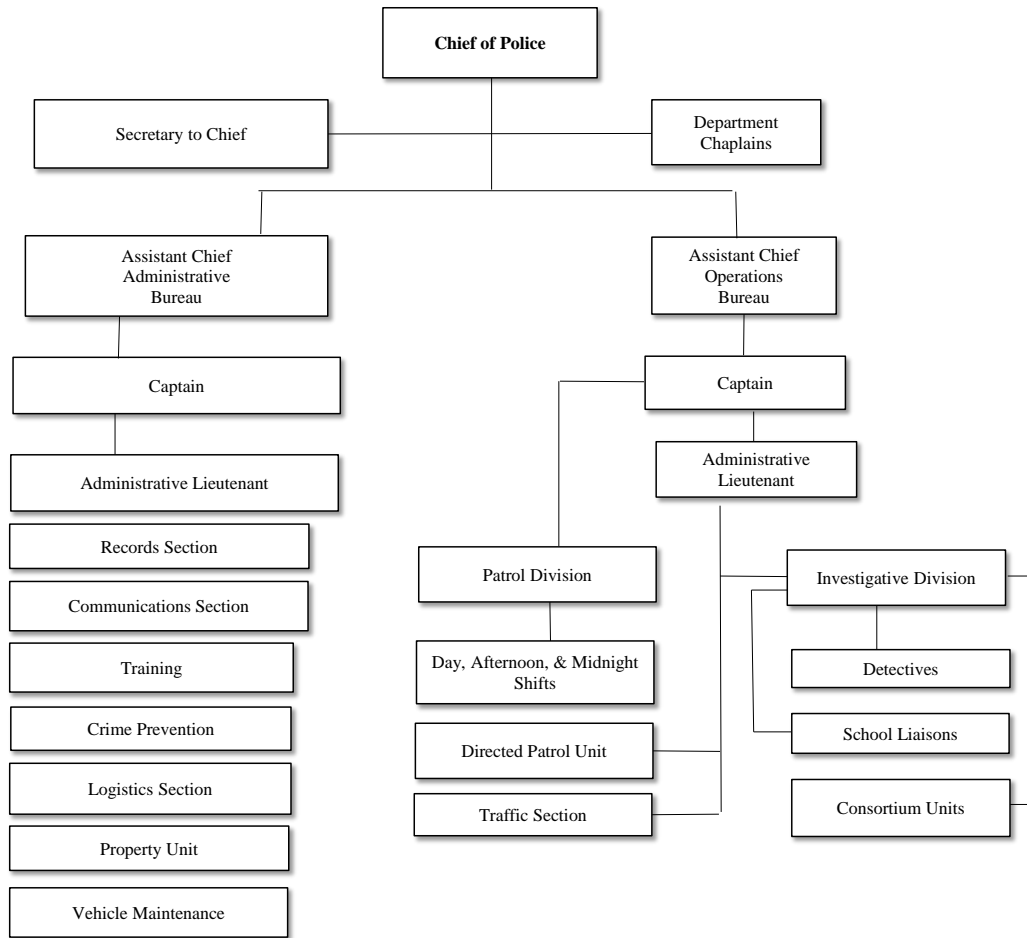 Chief of Police
Secretary to Chief
Department
Chaplains
Assistant Chief
Administrative
Bureau
Assistant Chief
Operations
Bureau
Captain
Captain
Administrative Lieutenant
Administrative
Lieutenant
Records Section
Patrol Division
Investigative Division
Communications Section
Training
Day, Afternoon, & Midnight
Shifts
Detectives
Crime Prevention
Directed Patrol Unit
School Liaisons
Logistics Section
Traffic Section
Consortium Units
Property Unit
Vehicle Maintenance